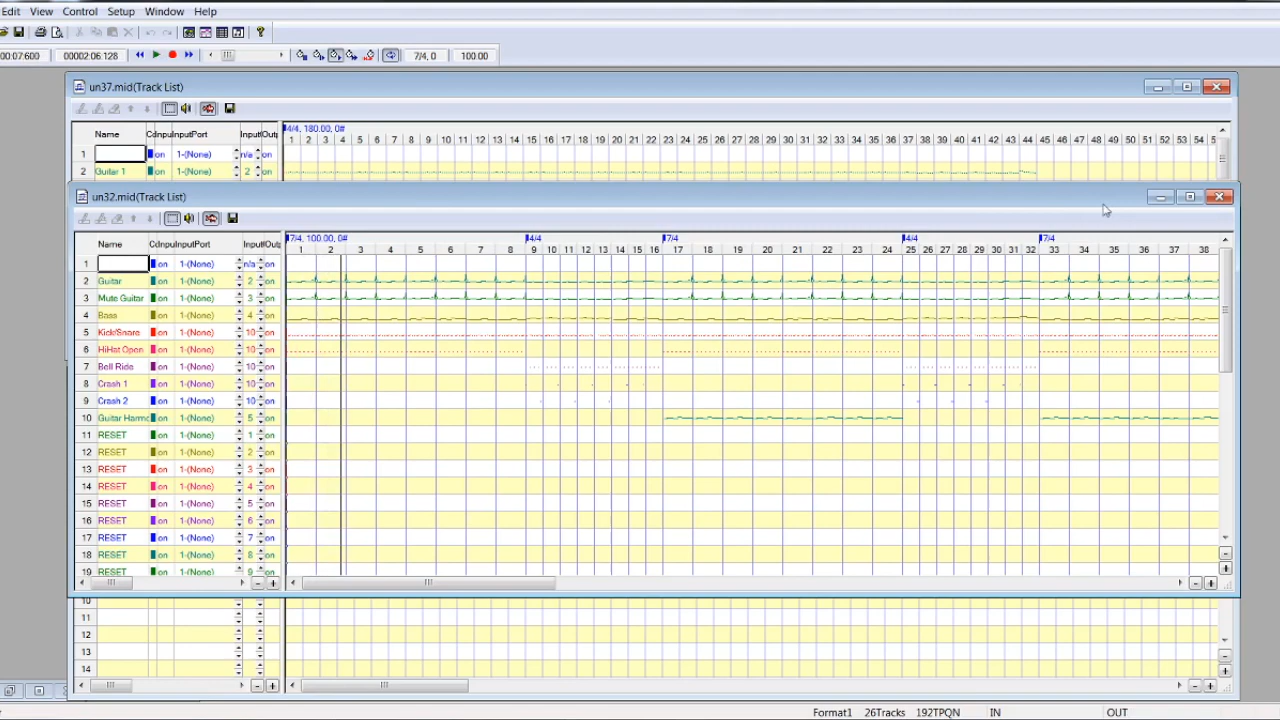 Edit View Control Setup Window Help
00:07:600 00002:06:128 7/4, 0 100.00
un37.mid(Track List)
4/4, 180.00, 0#
Name InputPort
1 2 3 4 5 6 7 8 9 10 11 12 13 14 15 16 17 18 19 20 21 22 23 24 25 26 27 28 29 30 31 32 33 34 35 36 37 38 39 40 41 42 43 44 45 46 47 48 49 50 51 52 53 54
1 on 1-(None) n/a on
2 Guitar 1 on 1-(None) 2 on
un32.mid(Track List)
7/4, 100.00, 0# 4/4 7/4 4/4 7/4
Name InputPort
1 2 3 4 5 6 7 8 9 10 11 12 13 14 15 16 17 18 19 20 21 22 23 24 25 26 27 28 29 30 31 32 33 34 35 36 37 38
1 on 1-(None) n/a on
2 Guitar on 1-(None) 2 on
3 Mute Guitar on 1-(None) 3 on
4 Bass on 1-(None) 4 on
5 Kick/Snare on 1-(None) 10 on
6 HiHat Open on 1-(None) 10 on
7 Bell Ride on 1-(None) 10 on
8 Crash 1 on 1-(None) 10 on
9 Crash 2 on 1-(None) 10 on
10 Guitar Harmo on 1-(None) 5 on
11 RESET on 1-(None) 1 on
12 RESET on 1-(None) 2 on
13 RESET on 1-(None) 3 on
14 RESET on 1-(None) 4 on
15 RESET on 1-(None) 5 on
16 RESET on 1-(None) 6 on
17 RESET on 1-(None) 7 on
18 RESET on 1-(None) 8 on
19 RESET on 1-(None) 9 on
10
11
12
13
14
Format1 26Tracks 192TPQN IN OUT